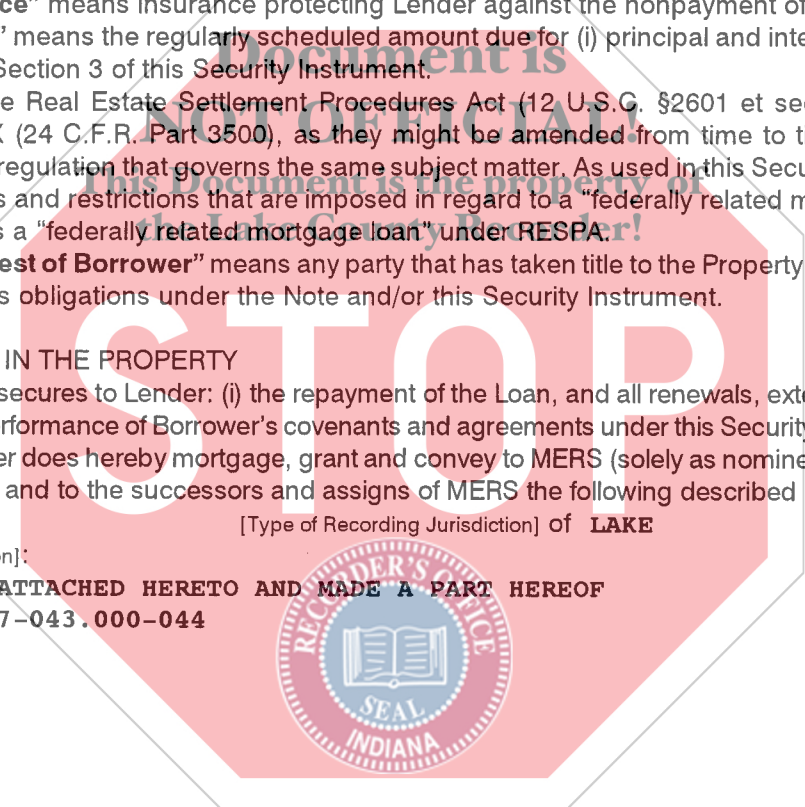 ce" means insurance protecting Lender against the nonpayment of
" means the regularly scheduled amount due for (i) principal and inte
Section 3 of this Security Instrument.
e Real Estate Settlement Procedures Act (12 U.S.C. §2601 et seq
X (24 C.F.R. Part 3500), as they might be amended from time to t
regulation that governs the same subject matter. As used in this Secu
s and restrictions that are imposed in regard to a "federally related m
s a "federally related mortgage loan" under RESPA.
est of Borrower" means any party that has taken title to the Property
s obligations under the Note and/or this Security Instrument.
IN THE PROPERTY
secures to Lender: (i) the repayment of the Loan, and all renewals, exte
rformance of Borrower's covenants and agreements under this Security
er does hereby mortgage, grant and convey to MERS (solely as nomine
and to the successors and assigns of MERS the following described
[Type of Recording Jurisdiction] of LAKE
on]:
ATTACHED HERETO AND MADE A PART HEREOF
7-043.000-044
Document is
NOT OFFICIAL!
This Document is the property of
the Lake County Recorder!
STOP
RECORDER'S OFFICE
SEAL
INDIANA